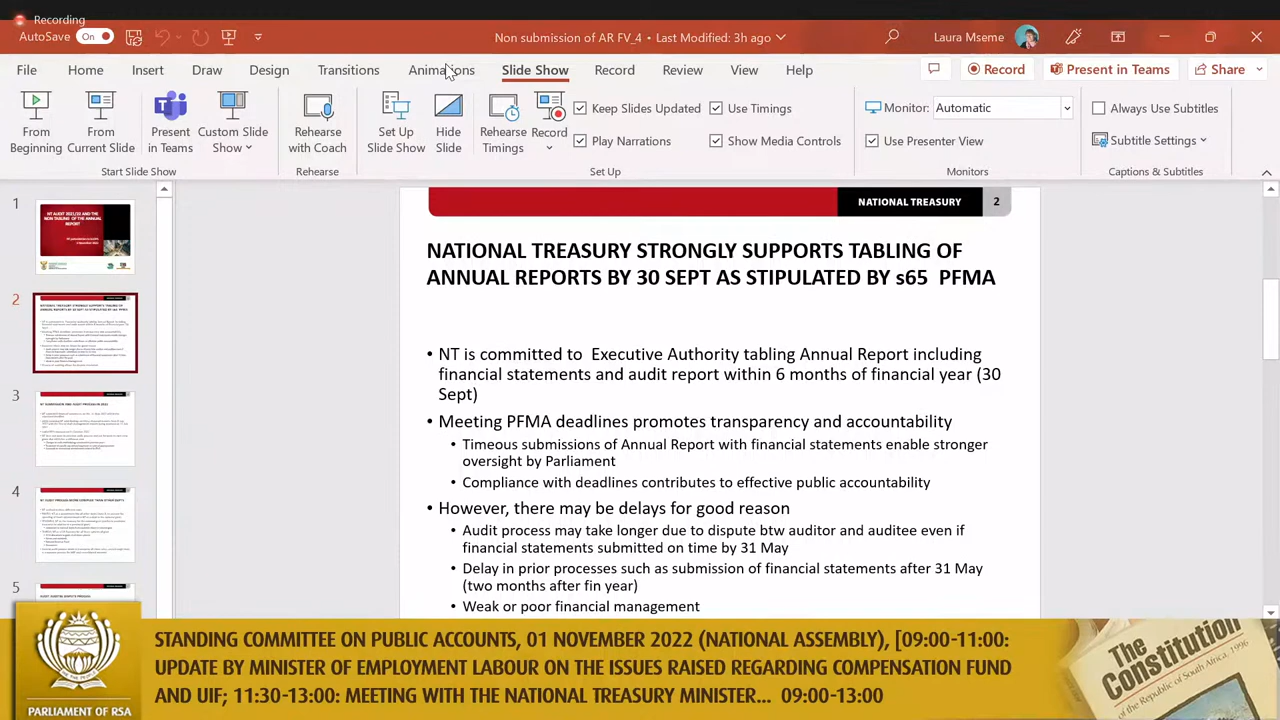 Recording
AutoSave On
Non submission of AR FV_4 • Last Modified: 3h ago
Laura Mseme
File Home Insert Draw Design Transitions Animations Slide Show Record Review View Help
Record Present in Teams Share
From Beginning
From Current Slide
Present in Teams
Custom Slide Show
Rehearse with Coach
Set Up Slide Show
Hide Slide
Rehearse Timings
Record
Keep Slides Updated
Play Narrations
Use Timings
Show Media Controls
Monitor: Automatic
Use Presenter View
Always Use Subtitles
Subtitle Settings
Start Slide Show
Rehearse
Set Up
Monitors
Captions & Subtitles
1
2
3
4
5
NATIONAL TREASURY 2
NATIONAL TREASURY STRONGLY SUPPORTS TABLING OF
ANNUAL REPORTS BY 30 SEPT AS STIPULATED BY s65 PFMA
• NT is committed to Executive Authority tabling Annual Report including
financial statements and audit report within 6 months of financial year (30
Sept)
• Meeting PFMA deadlines promotes transparency and accountability
• Timeous submissions of Annual Report with financial statements enable stronger
oversight by Parliament
• Compliance with deadlines contributes to effective public accountability
• However, there may be delays for good reason
• Audit process may take longer due to dispute btw auditor and auditee even if
financial statements submitted on time by 31 May
• Delay in prior processes such as submission of financial statements after 31 May
(two months after fin year)
• Weak or poor financial management
PARLIAMENT OF RSA
STANDING COMMITTEE ON PUBLIC ACCOUNTS, 01 NOVEMBER 2022 (NATIONAL ASSEMBLY), [09:00-11:00:
UPDATE BY MINISTER OF EMPLOYMENT LABOUR ON THE ISSUES RAISED REGARDING COMPENSATION FUND
AND UIF; 11:30-13:00: MEETING WITH THE NATIONAL TREASURY MINISTER... 09:00-13:00
The
Constitution
of the Republic of South Africa, 1996